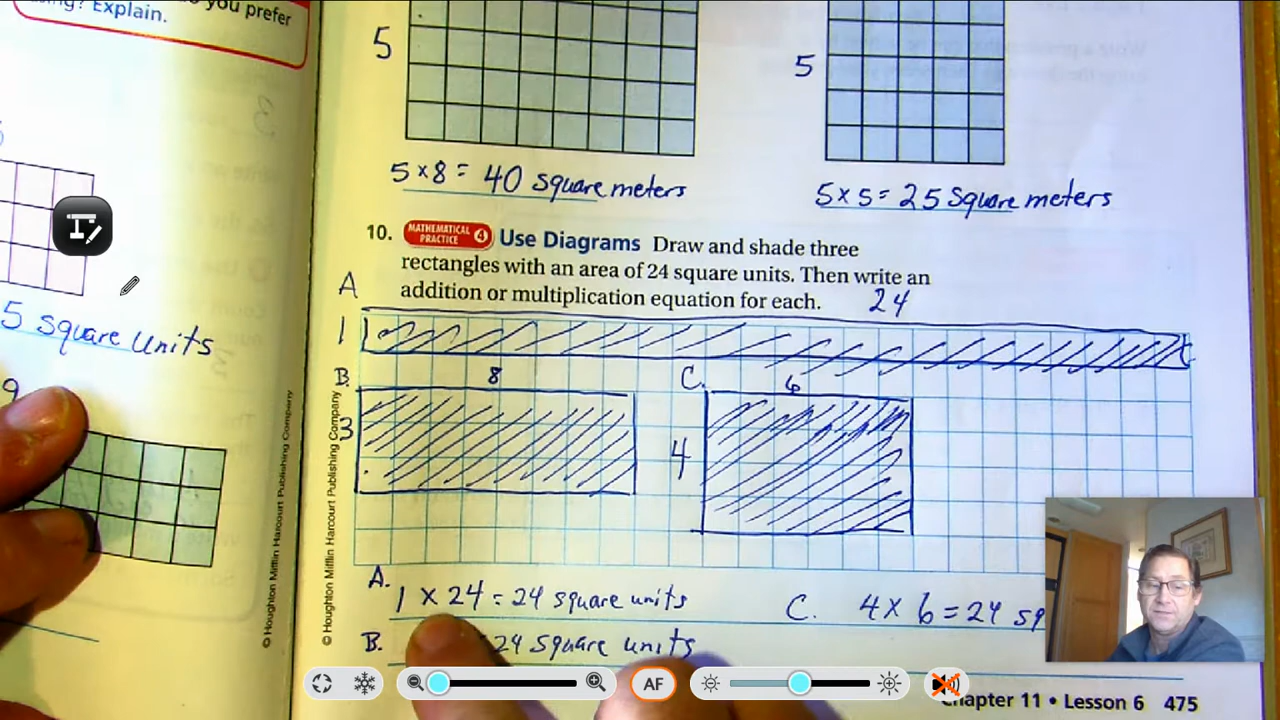 you prefer
? Explain.
5
5
5 × 8 = 40 square meters
5 × 5 = 25 square meters
10. MATHEMATICAL PRACTICE 4 Use Diagrams Draw and shade three
rectangles with an area of 24 square units. Then write an
addition or multiplication equation for each.
24
A
1
B.
8
C.
6
3
4
5 square units
9
© Houghton Mifflin Harcourt Publishing Company
© Houghton Mifflin Harcourt Publishing Company
A.
1 × 24 = 24 square units
C. 4 × 6 = 24 sq
B.
= 24 square units
AF
Chapter 11 • Lesson 6 475